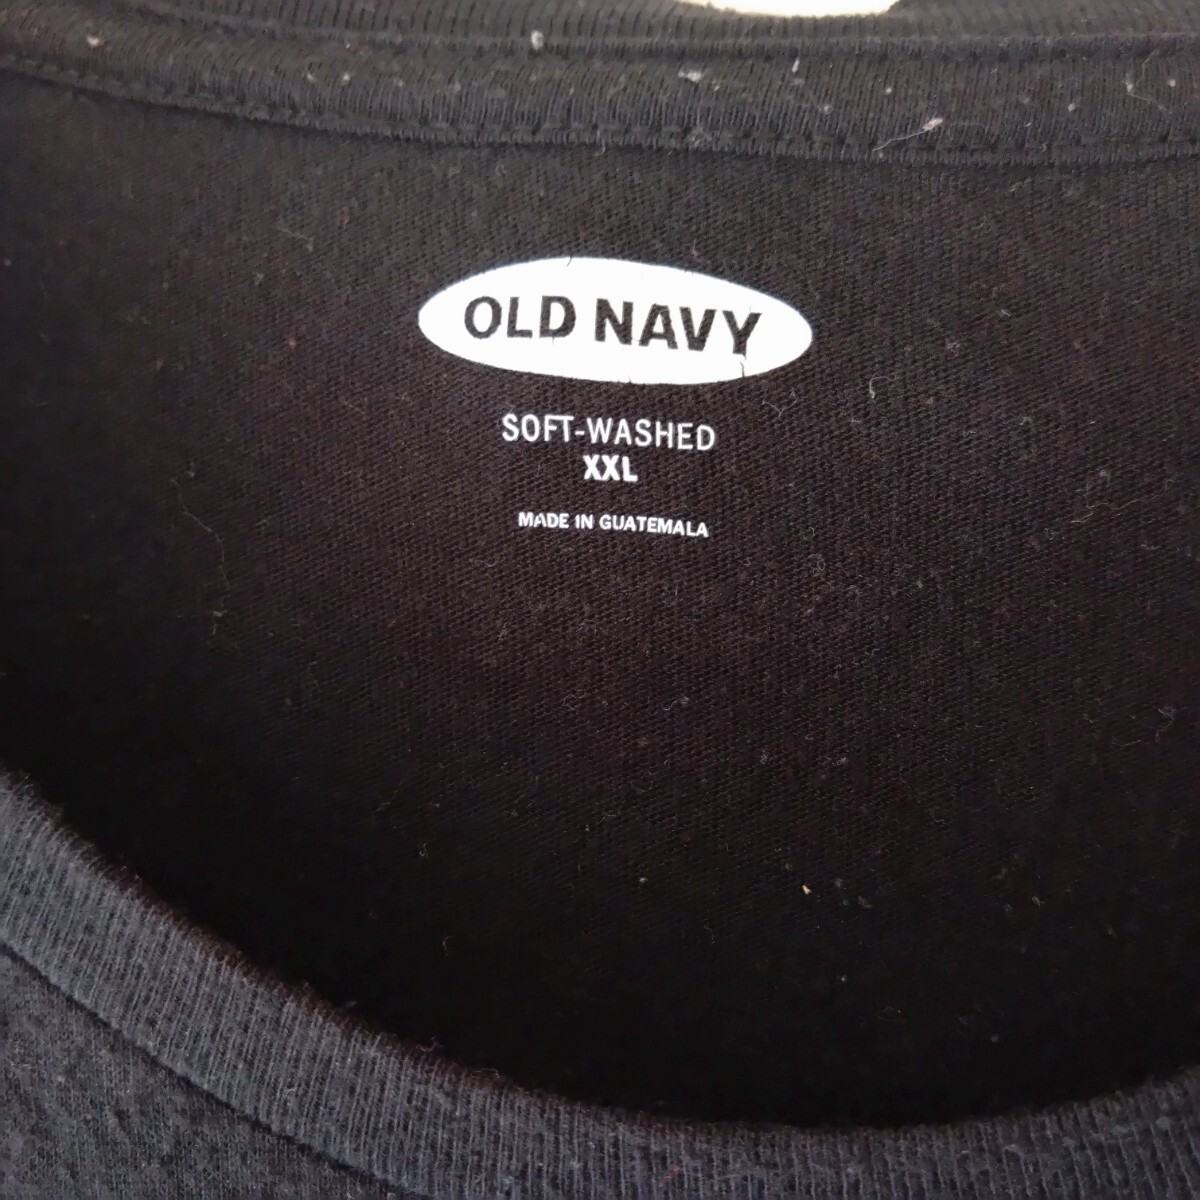 OLD NAVY
SOFT-WASHED
XXL
MADE IN GUATEMALA